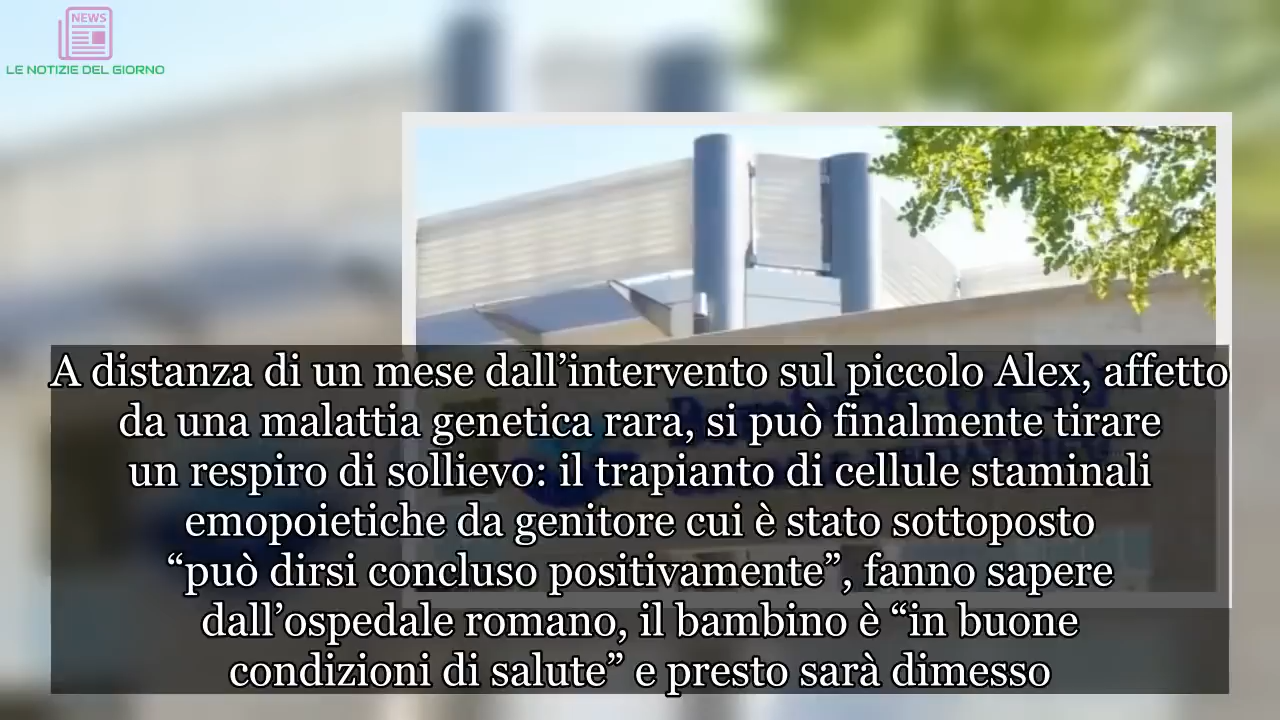 NEWS
LE NOTIZIE DEL GIORNO
A distanza di un mese dall’intervento sul piccolo Alex, affetto
da una malattia genetica rara, si può finalmente tirare
un respiro di sollievo: il trapianto di cellule staminali
emopoietiche da genitore cui è stato sottoposto
“può dirsi concluso positivamente”, fanno sapere
dall’ospedale romano, il bambino è “in buone
condizioni di salute” e presto sarà dimesso